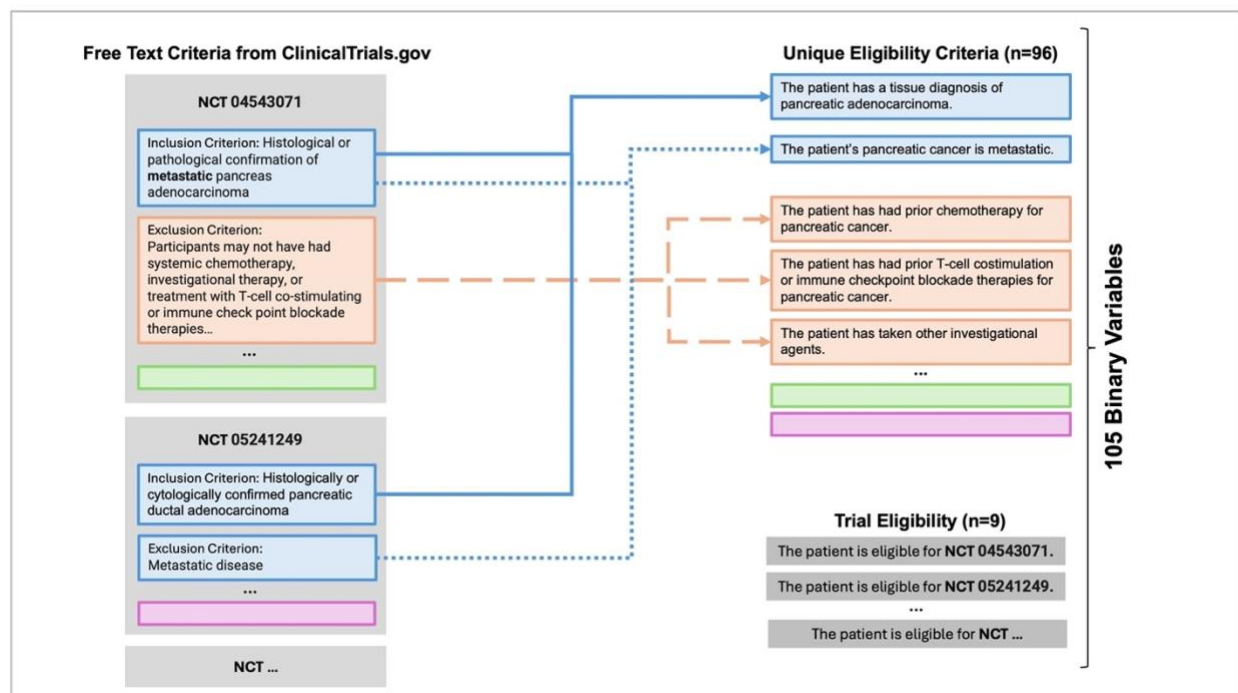 Free Text Criteria from ClinicalTrials.gov
NCT 04543071
Inclusion Criterion: Histological or
pathological confirmation of
metastatic pancreas
adenocarcinoma
Exclusion Criterion:
Participants may not have had
systemic chemotherapy,
investigational therapy, or
treatment with T-cell co-stimulating
or immune check point blockade
therapies...
...
NCT 05241249
Inclusion Criterion: Histologically or
cytologically confirmed pancreatic
ductal adenocarcinoma
Exclusion Criterion:
Metastatic disease
...
NCT ...
Unique Eligibility Criteria (n=96)
The patient has a tissue diagnosis of
pancreatic adenocarcinoma.
The patient's pancreatic cancer is metastatic.
The patient has had prior chemotherapy for
pancreatic cancer.
The patient has had prior T-cell costimulation
or immune checkpoint blockade therapies for
pancreatic cancer.
The patient has taken other investigational
agents.
...
Trial Eligibility (n=9)
The patient is eligible for NCT 04543071.
The patient is eligible for NCT 05241249.
...
The patient is eligible for NCT ...
105 Binary Variables